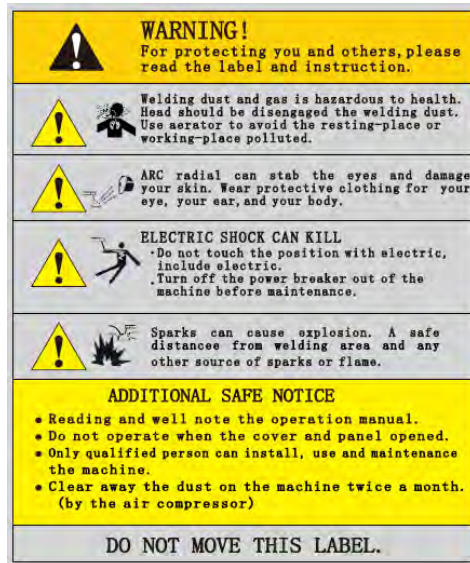 WARNING!
For protecting you and others, please
read the label and instruction.
Welding dust and gas is hazardous to health.
Head should be disengaged the welding dust.
Use aerator to avoid the resting-place or
working-place polluted.
ARC radial can stab the eyes and damage
your skin. Wear protective clothing for your
eye, your ear, and your body.
ELECTRIC SHOCK CAN KILL
·Do not touch the position with electric,
include electric.
.Turn off the power breaker out of the
machine before maintenance.
Sparks can cause explosion. A safe
distancee from welding area and any
other source of sparks or flame.
ADDITIONAL SAFE NOTICE
● Reading and well note the operation manual.
● Do not operate when the cover and panel opened.
● Only qualified person can install, use and maintenance
the machine.
● Clear away the dust on the machine twice a month.
(by the air compressor)
DO NOT MOVE THIS LABEL.